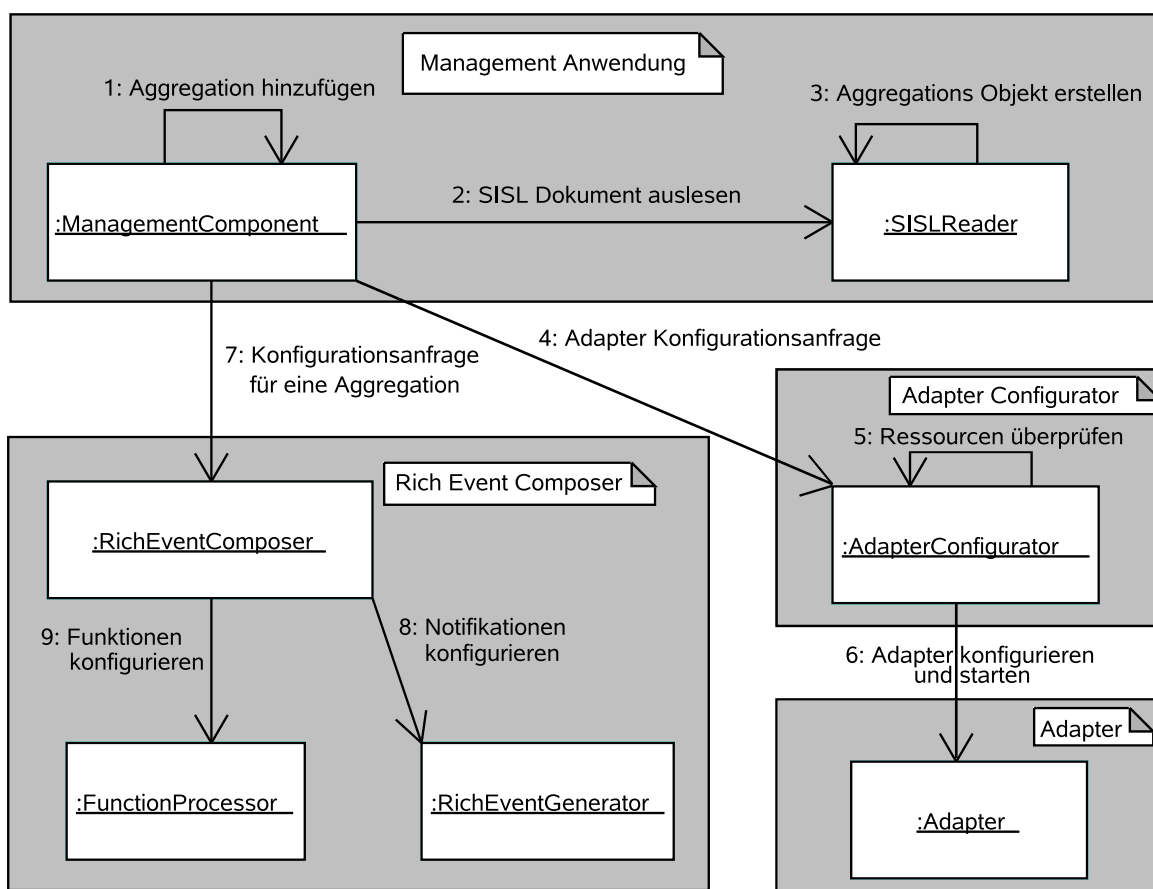 Management Anwendung
1: Aggregation hinzufügen
3: Aggregations Objekt erstellen
2: SISL Dokument auslesen
:ManagementComponent
:SISLReader
4: Adapter Konfigurationsanfrage
7: Konfigurationsanfrage
für eine Aggregation
Adapter Configurator
5: Ressourcen überprüfen
Rich Event Composer
:RichEventComposer
:AdapterConfigurator
9: Funktionen
konfigurieren
8: Notifikationen
konfigurieren
6: Adapter konfigurieren
und starten
Adapter
:FunctionProcessor
:RichEventGenerator
:Adapter